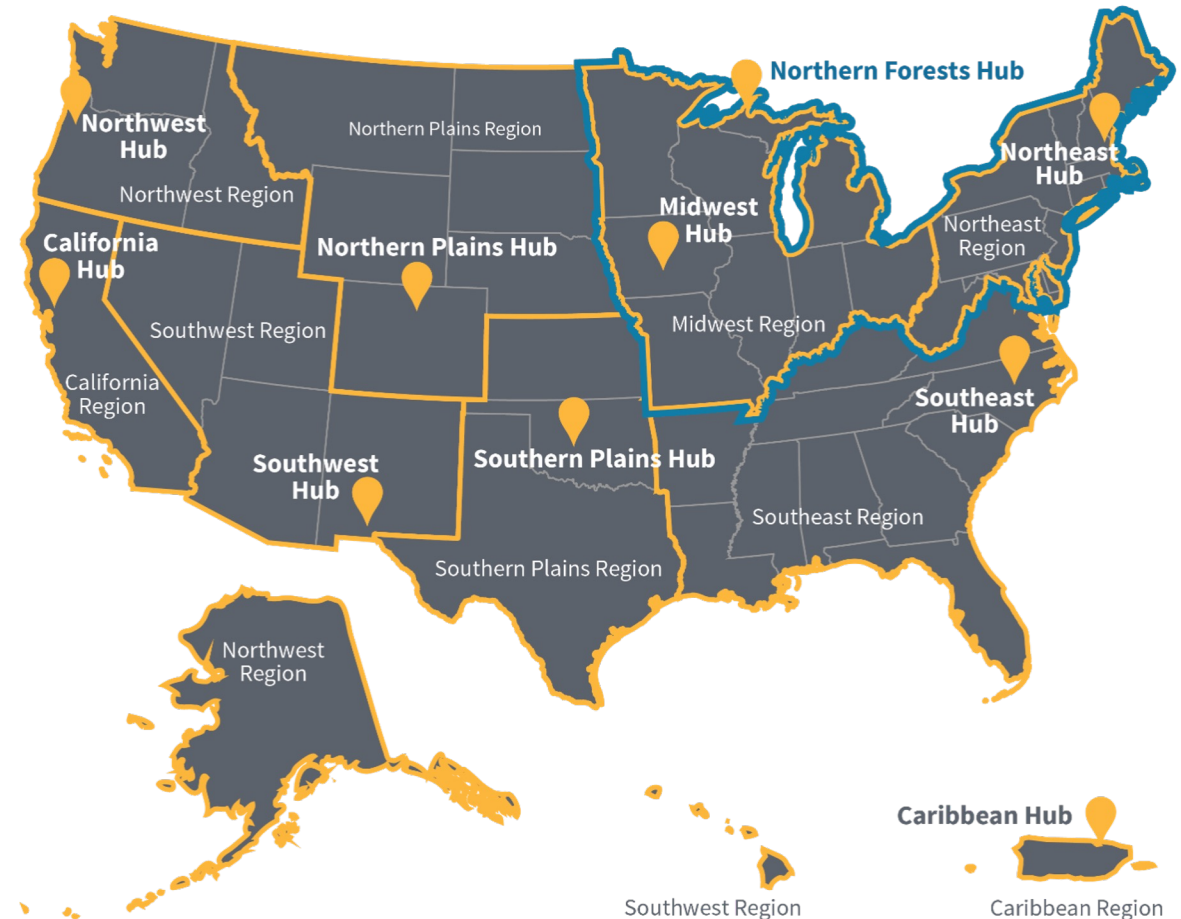 Northern Forests Hub
Northwest
Hub
Northern Plains Region
Northeast
Hub
Northwest Region
Midwest
Hub
Northeast
Region
California
Hub
Northern Plains Hub
Southwest Region
Midwest Region
California
Region
Southeast
Hub
Southwest
Hub
Southern Plains Hub
Southeast Region
Southern Plains Region
Northwest
Region
Caribbean Hub
Southwest Region
Caribbean Region